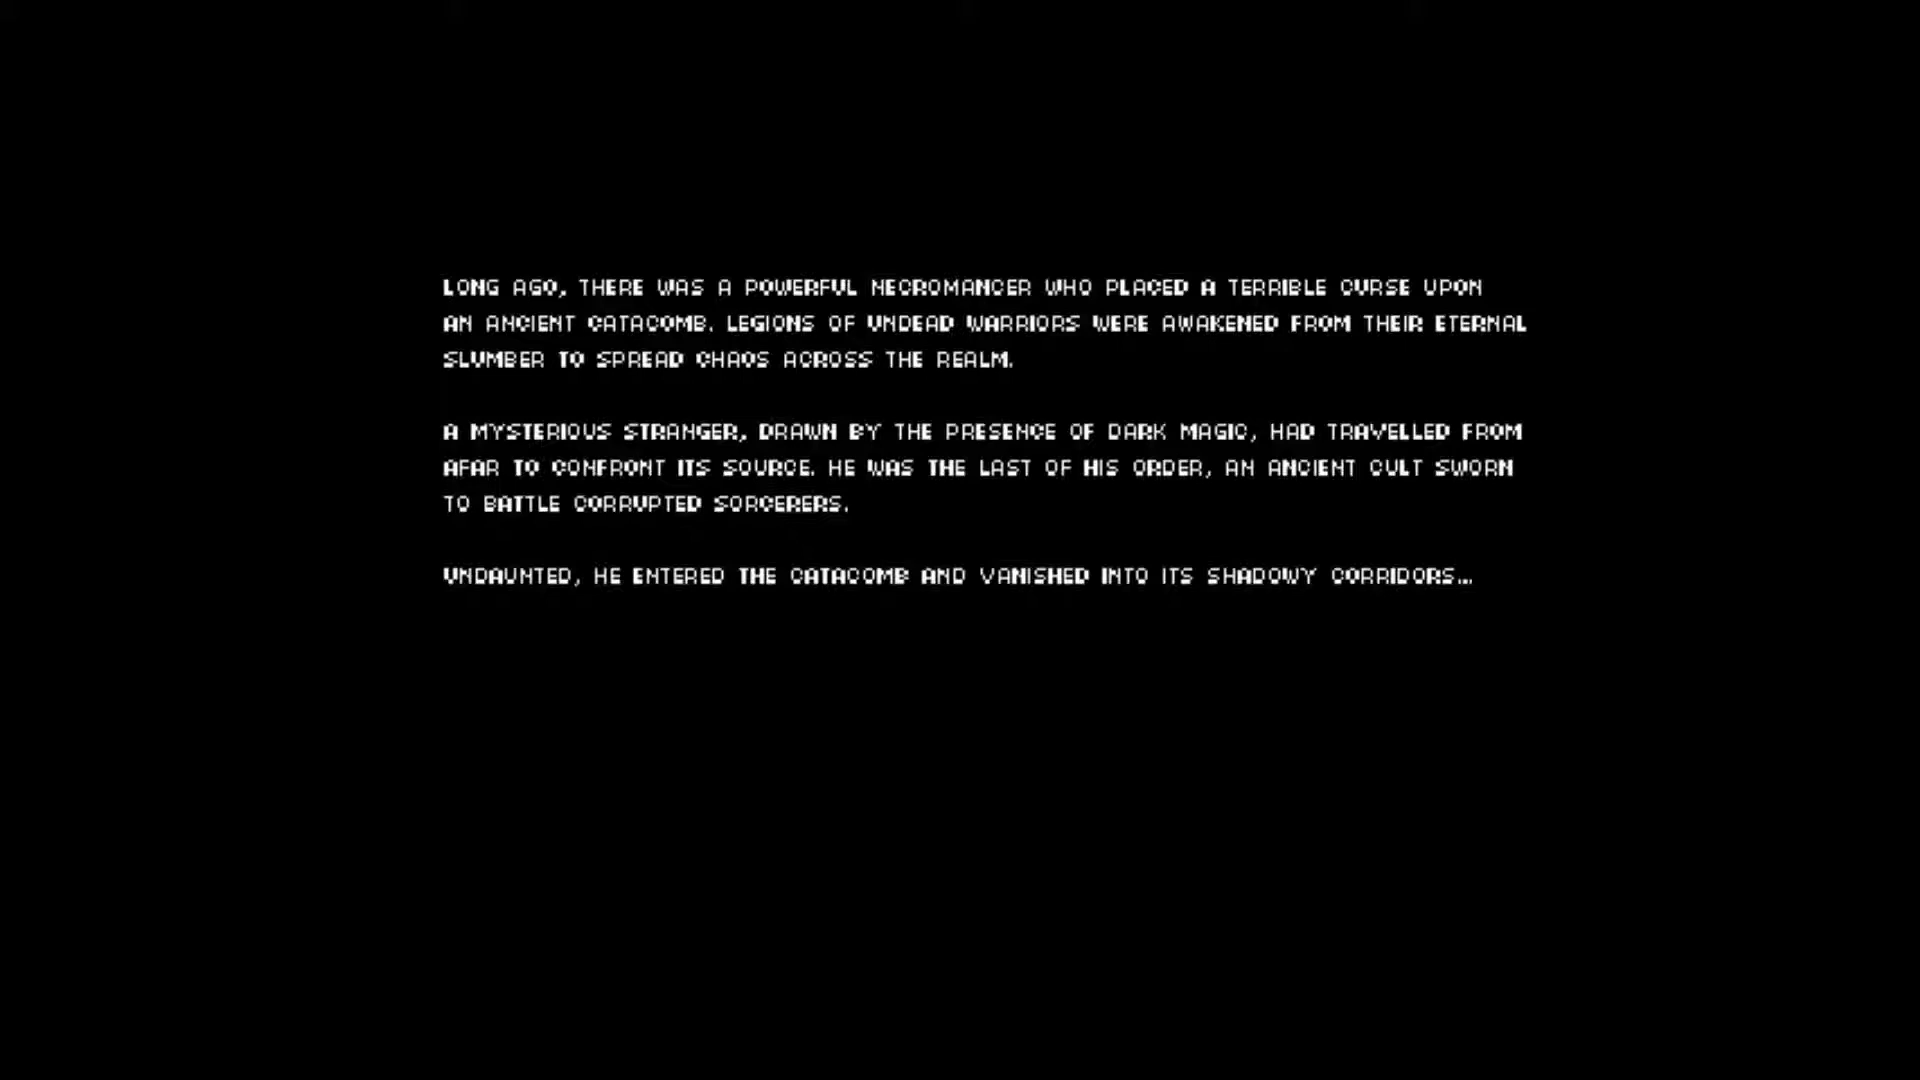 LONG AGO, THERE WAS A POWERFUL NECROMANCER WHO PLACED A TERRIBLE CURSE UPON
AN ANCIENT CATACOMB. LEGIONS OF UNDEAD WARRIORS WERE AWAKENED FROM THEIR ETERNAL
SLUMBER TO SPREAD CHAOS ACROSS THE REALM.
A MYSTERIOUS STRANGER, DRAWN BY THE PRESENCE OF DARK MAGIC, HAD TRAVELLED FROM
AFAR TO CONFRONT ITS SOURCE. HE WAS THE LAST OF HIS ORDER, AN ANCIENT CULT SWORN
TO BATTLE CORRUPTED SORCERERS.
UNDAUNTED, HE ENTERED THE CATACOMB AND VANISHED INTO ITS SHADOWY CORRIDORS...